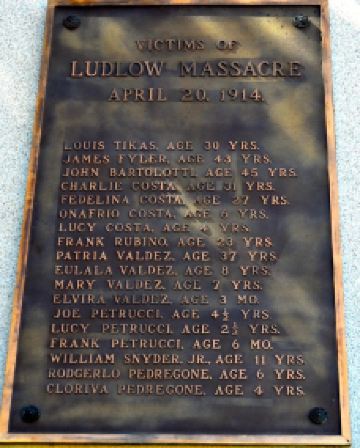 VICTIMS OF
LUDLOW MASSACRE
APRIL 20, 1914.
LOUIS TIKAS, AGE 30 YRS.
JAMES FYLER, AGE 43 YRS.
JOHN BARTOLOTTI, AGE 45 YRS.
CHARLIE COSTA, AGE 31 YRS.
FEDELINA COSTA, AGE 27 YRS.
ONAFRIO COSTA, AGE 6 YRS.
LUCY COSTA, AGE 4 YRS.
FRANK RUBINO, AGE 23 YRS.
PATRIA VALDEZ, AGE 37 YRS.
EULALA VALDEZ, AGE 8 YRS.
MARY VALDEZ, AGE 7 YRS.
ELVIRA VALDEZ, AGE 3 MO.
JOE PETRUCCI, AGE 4½ YRS.
LUCY PETRUCCI, AGE 2½ YRS.
FRANK PETRUCCI, AGE 6 MO.
WILLIAM SNYDER, JR., AGE 11 YRS.
RODGERLO PEDREGONE, AGE 6 YRS.
CLORIVA PEDREGONE, AGE 4 YRS.